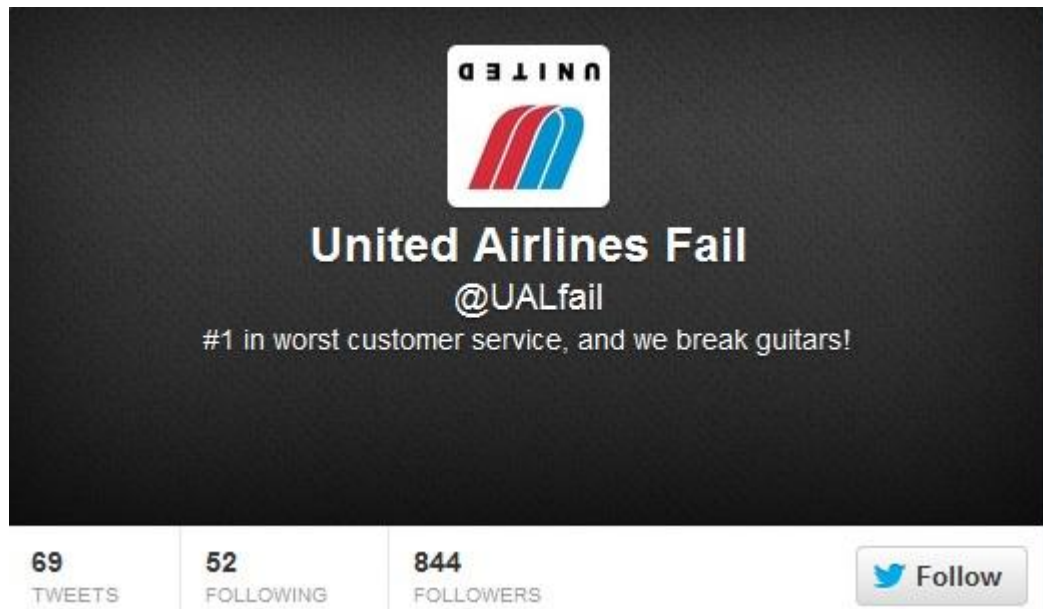 UNITED
United Airlines Fail
@UALfail
#1 in worst customer service, and we break guitars!
69 52 844
TWEETS FOLLOWING FOLLOWERS
Follow